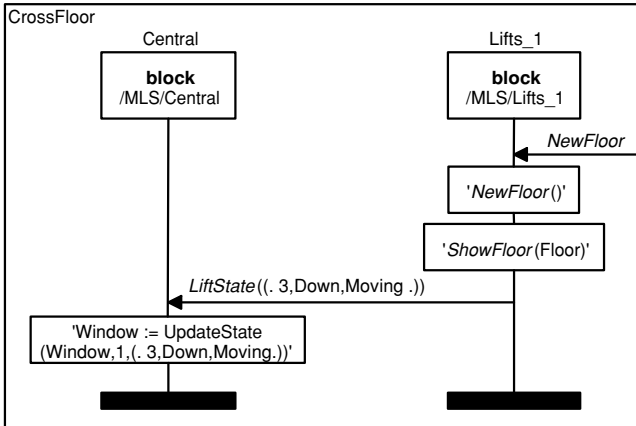 CrossFloor
Central
Lifts_1
block
/MLS/Central
block
/MLS/Lifts_1
NewFloor
'NewFloor()'
'ShowFloor(Floor)'
LiftState((. 3,Down,Moving .))
'Window := UpdateState
(Window,1,(. 3,Down,Moving.))'